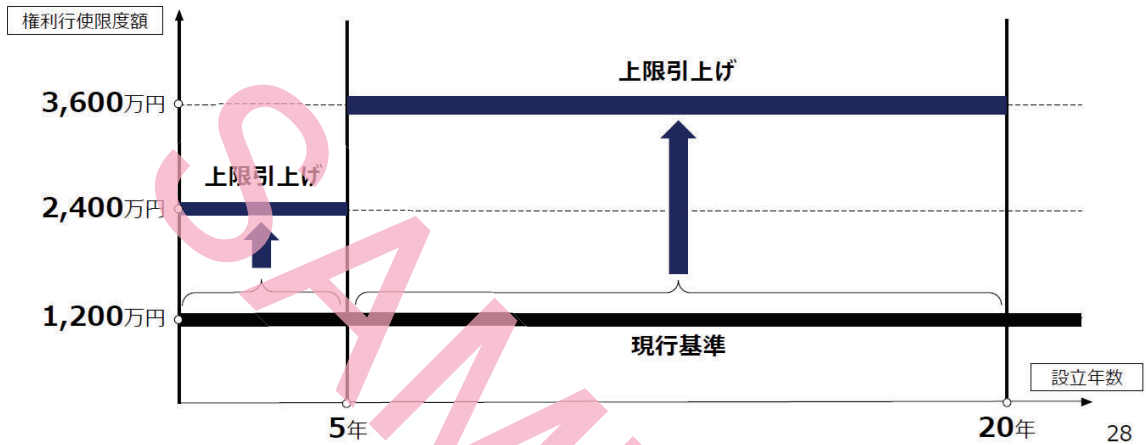 権利行使限度額
上限引上げ
3,600万円
上限引上げ
2,400万円
1,200万円
現行基準
設立年数
5年
20年
28
SAM